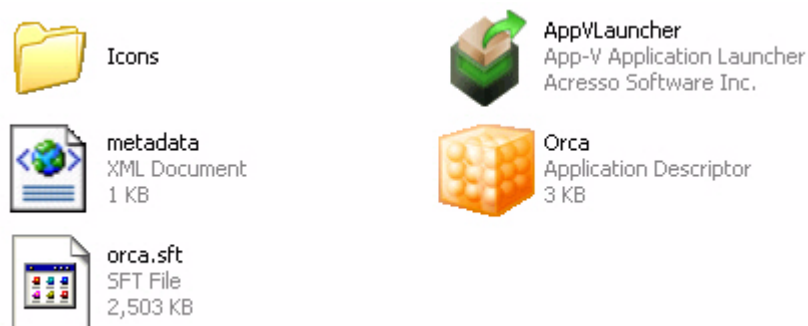 Icons
AppVLauncher
App-V Application Launcher
Acresso Software Inc.
metadata
XML Document
1 KB
Orca
Application Descriptor
3 KB
orca.sft
SFT File
2,503 KB